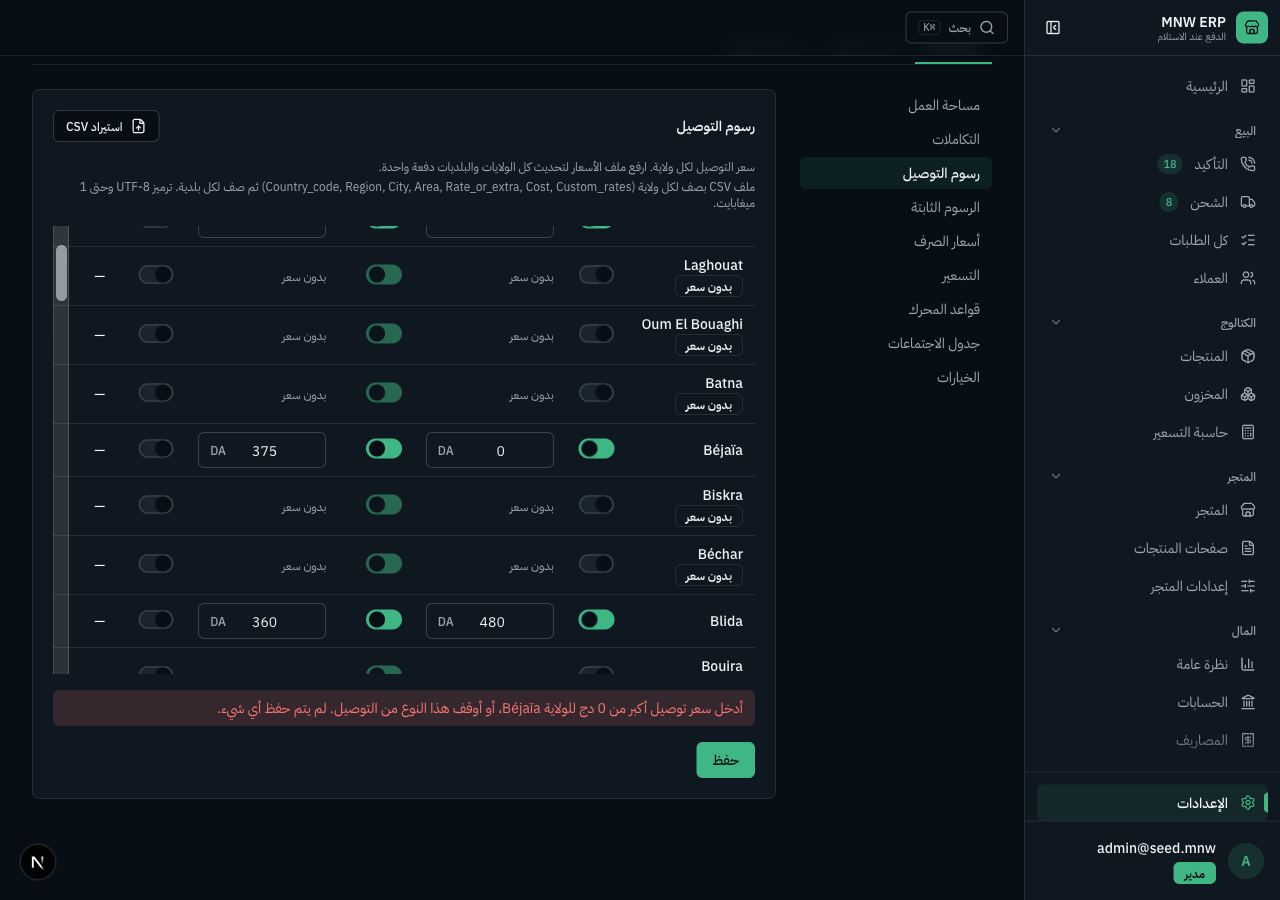 MNW ERP
الدفع عند الاستلام
بحث
⌘K
الرئيسية
البيع
التأكيد 18
الشحن 8
كل الطلبات
العملاء
الكتالوج
المنتجات
المخزون
حاسبة التسعير
المتجر
المتجر
صفحات المنتجات
إعدادات المتجر
المال
نظرة عامة
الحسابات
المصاريف
الإعدادات
A
admin@seed.mnw
مدير
مساحة العمل
التكاملات
رسوم التوصيل
الرسوم الثابتة
أسعار الصرف
التسعير
قواعد المحرك
جدول الاجتماعات
الخيارات
رسوم التوصيل
استيراد CSV
سعر التوصيل لكل ولاية. ارفع ملف الأسعار لتحديث كل الولايات والبلديات دفعة واحدة.
ملف CSV بصف لكل ولاية (Country_code, Region, City, Area, Rate_or_extra, Cost, Custom_rates) ثم صف لكل بلدية. ترميز UTF-8 وحتى 1
ميغابايت.
Laghouat
بدون سعر
بدون سعر
بدون سعر
—
Oum El Bouaghi
بدون سعر
بدون سعر
بدون سعر
—
Batna
بدون سعر
بدون سعر
بدون سعر
—
Béjaïa
0 DA
375 DA
—
Biskra
بدون سعر
بدون سعر
بدون سعر
—
Béchar
بدون سعر
بدون سعر
بدون سعر
—
Blida
480 DA
360 DA
—
Bouira
أدخل سعر توصيل أكبر من 0 دج للولاية Béjaïa، أو أوقف هذا النوع من التوصيل. لم يتم حفظ أي شيء.
حفظ
N